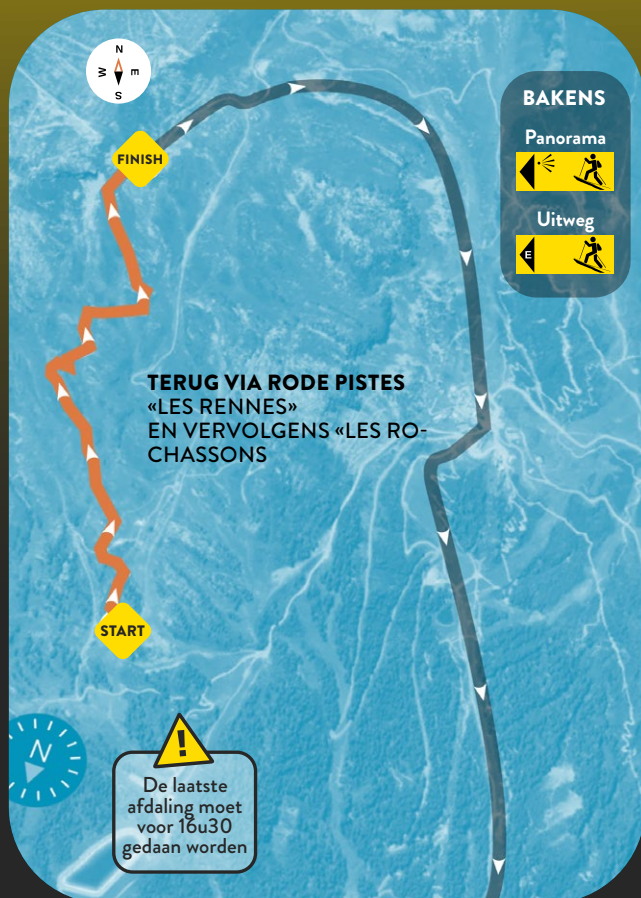 N
W
E
S
FINISH
BAKENS
Panorama
Uitweg
E
TERUG VIA RODE PISTES
«LES RENNES»
EN VERVOLGENS «LES RO-
CHASSONS
START
N
!
De laatste
afdaling moet
voor 16u30
gedaan worden